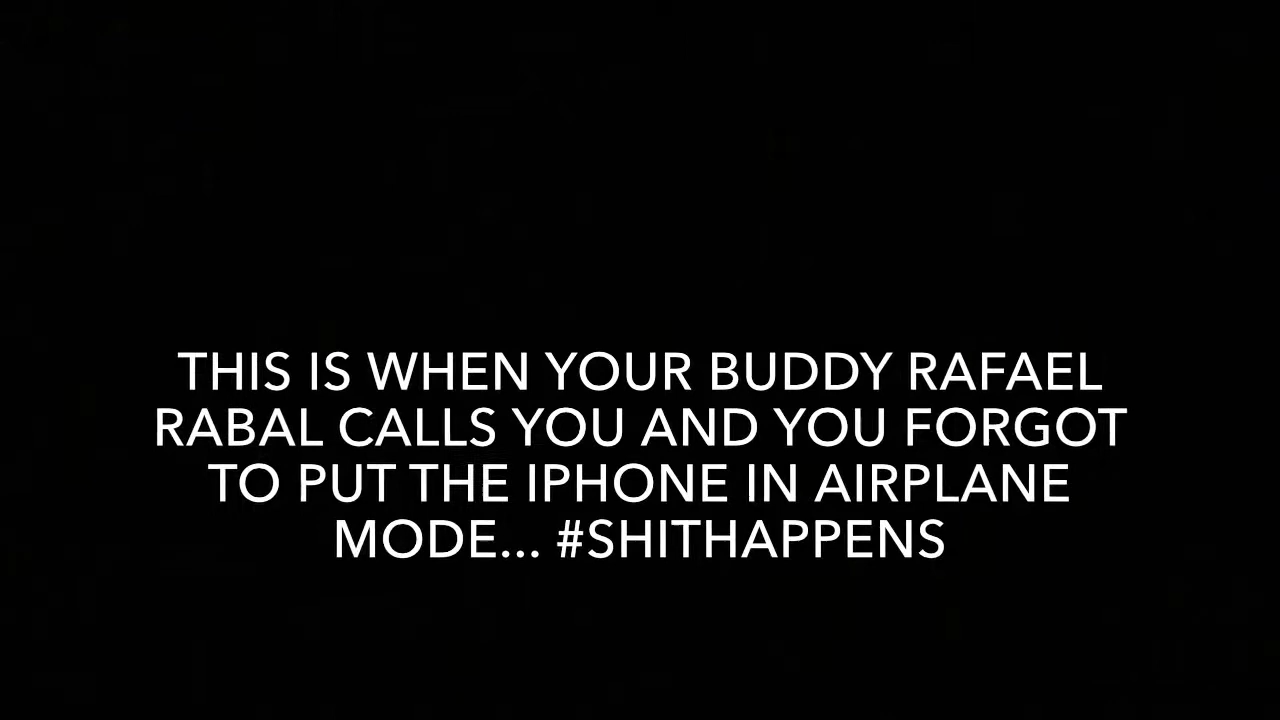 THIS IS WHEN YOUR BUDDY RAFAEL
RABAL CALLS YOU AND YOU FORGOT
TO PUT THE IPHONE IN AIRPLANE
MODE... #SHITHAPPENS